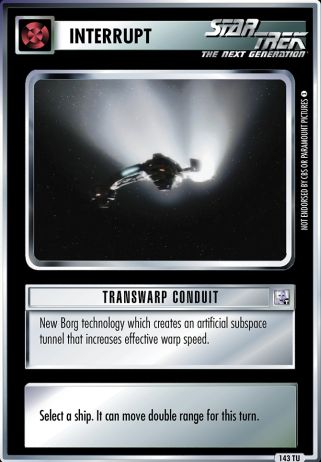 INTERRUPT
STAR TREK
THE NEXT GENERATION
NOT ENDORSED BY CBS OR PARAMOUNT PICTURES
TRANSWARP CONDUIT
New Borg technology which creates an artificial subspace
tunnel that increases effective warp speed.
Select a ship. It can move double range for this turn.
143 TU